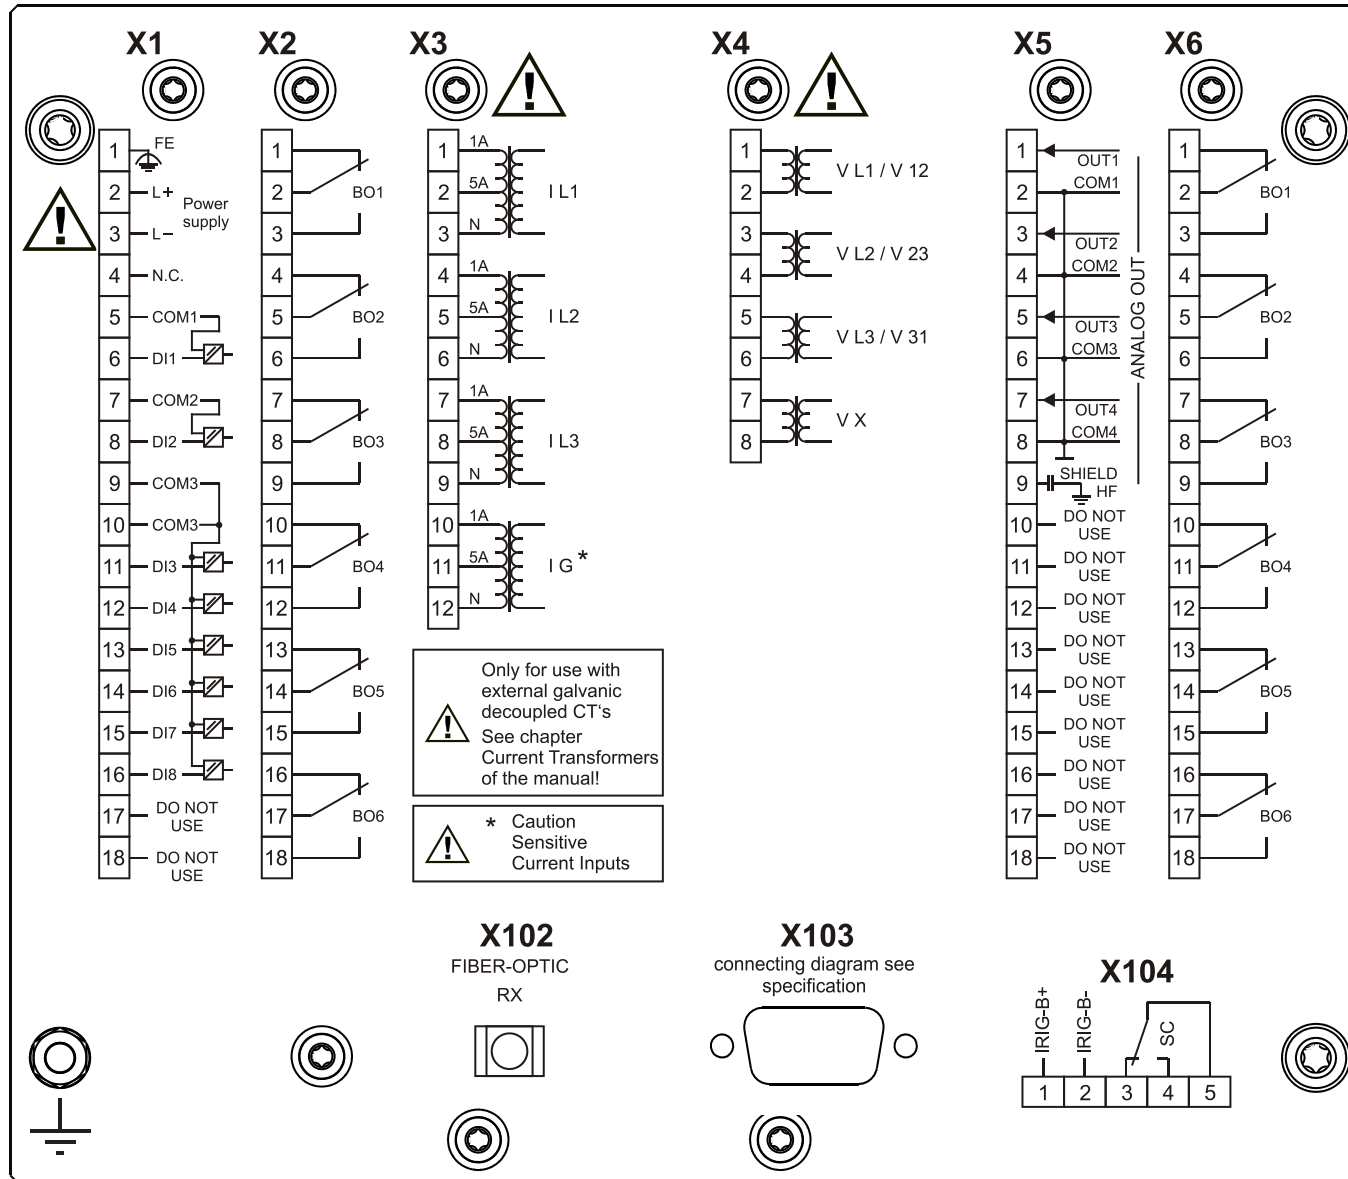 X1
X2
X3
X4
X5
X6
1 FE
2 L+
Power
supply
3 L−
4 N.C.
5 COM1
6 DI1
7 COM2
8 DI2
9 COM3
10 COM3
11 DI3
12 DI4
13 DI5
14 DI6
15 DI7
16 DI8
17 DO NOT
USE
18 DO NOT
USE
1
2 BO1
3
4
5 BO2
6
7
8 BO3
9
10
11 BO4
12
13
14 BO5
15
16
17 BO6
18
1 1A
2 5A I L1
3 N
4 1A
5 5A I L2
6 N
7 1A
8 5A I L3
9 N
10 1A
11 5A I G *
12 N
Only for use with
external galvanic
decoupled CT‘s
See chapter
Current Transformers
of the manual!
* Caution
Sensitive
Current Inputs
1
V L1 / V 12
2
3
V L2 / V 23
4
5
V L3 / V 31
6
7
V X
8
1 OUT1
2 COM1
3 OUT2
4 COM2
5 OUT3
6 COM3
7 OUT4
8 COM4
ANALOG OUT
9 SHIELD
HF
10 DO NOT
USE
11 DO NOT
USE
12 DO NOT
USE
13 DO NOT
USE
14 DO NOT
USE
15 DO NOT
USE
16 DO NOT
USE
17 DO NOT
USE
18 DO NOT
USE
1
2 BO1
3
4
5 BO2
6
7
8 BO3
9
10
11 BO4
12
13
14 BO5
15
16
17 BO6
18
X102
FIBER-OPTIC
RX
X103
connecting diagram see
specification
X104
IRIG-B+
IRIG-B-
SC
1 2 3 4 5